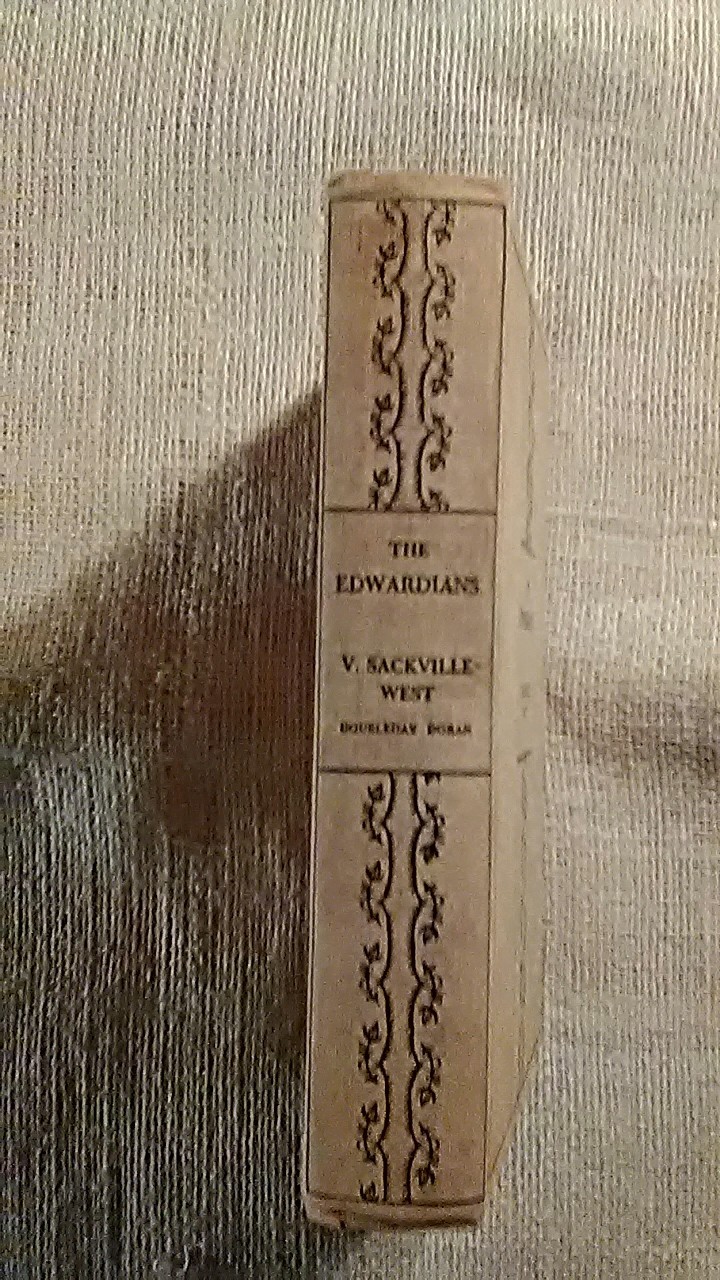 THE
EDWARDIANS
V. SACKVILLE-
WEST
DOUBLEDAY DORAN